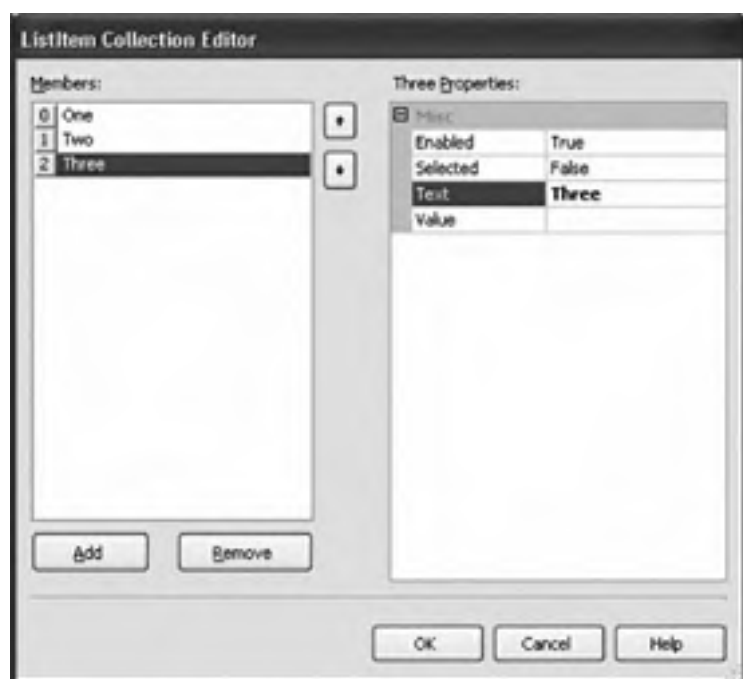 ListItem Collection Editor
Members:
Three Properties:
0 One
1 Two
2 Three
Misc
Enabled True
Selected False
Text Three
Value
Add
Remove
OK
Cancel
Help